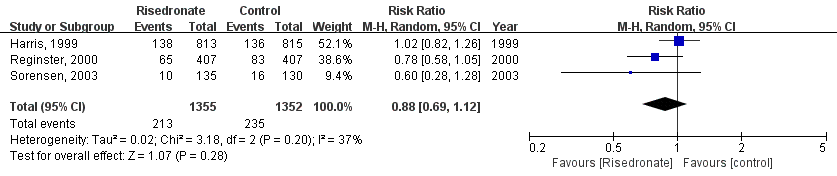 Risedronate Control Risk Ratio Risk Ratio
Study or Subgroup Events Total Events Total Weight M-H, Random, 95% CI Year M-H, Random, 95% CI
Harris, 1999 138 813 136 815 52.1% 1.02 [0.82, 1.26] 1999
Reginster, 2000 65 407 83 407 38.6% 0.78 [0.58, 1.05] 2000
Sorensen, 2003 10 135 16 130 9.4% 0.60 [0.28, 1.28] 2003
Total (95% CI) 1355 1352 100.0% 0.88 [0.69, 1.12]
Total events 213 235
Heterogeneity: Tau² = 0.02; Chi² = 3.18, df = 2 (P = 0.20); I² = 37%
Test for overall effect: Z = 1.07 (P = 0.28)
0.2 0.5 1 2 5
Favours [Risedronate] Favours [control]